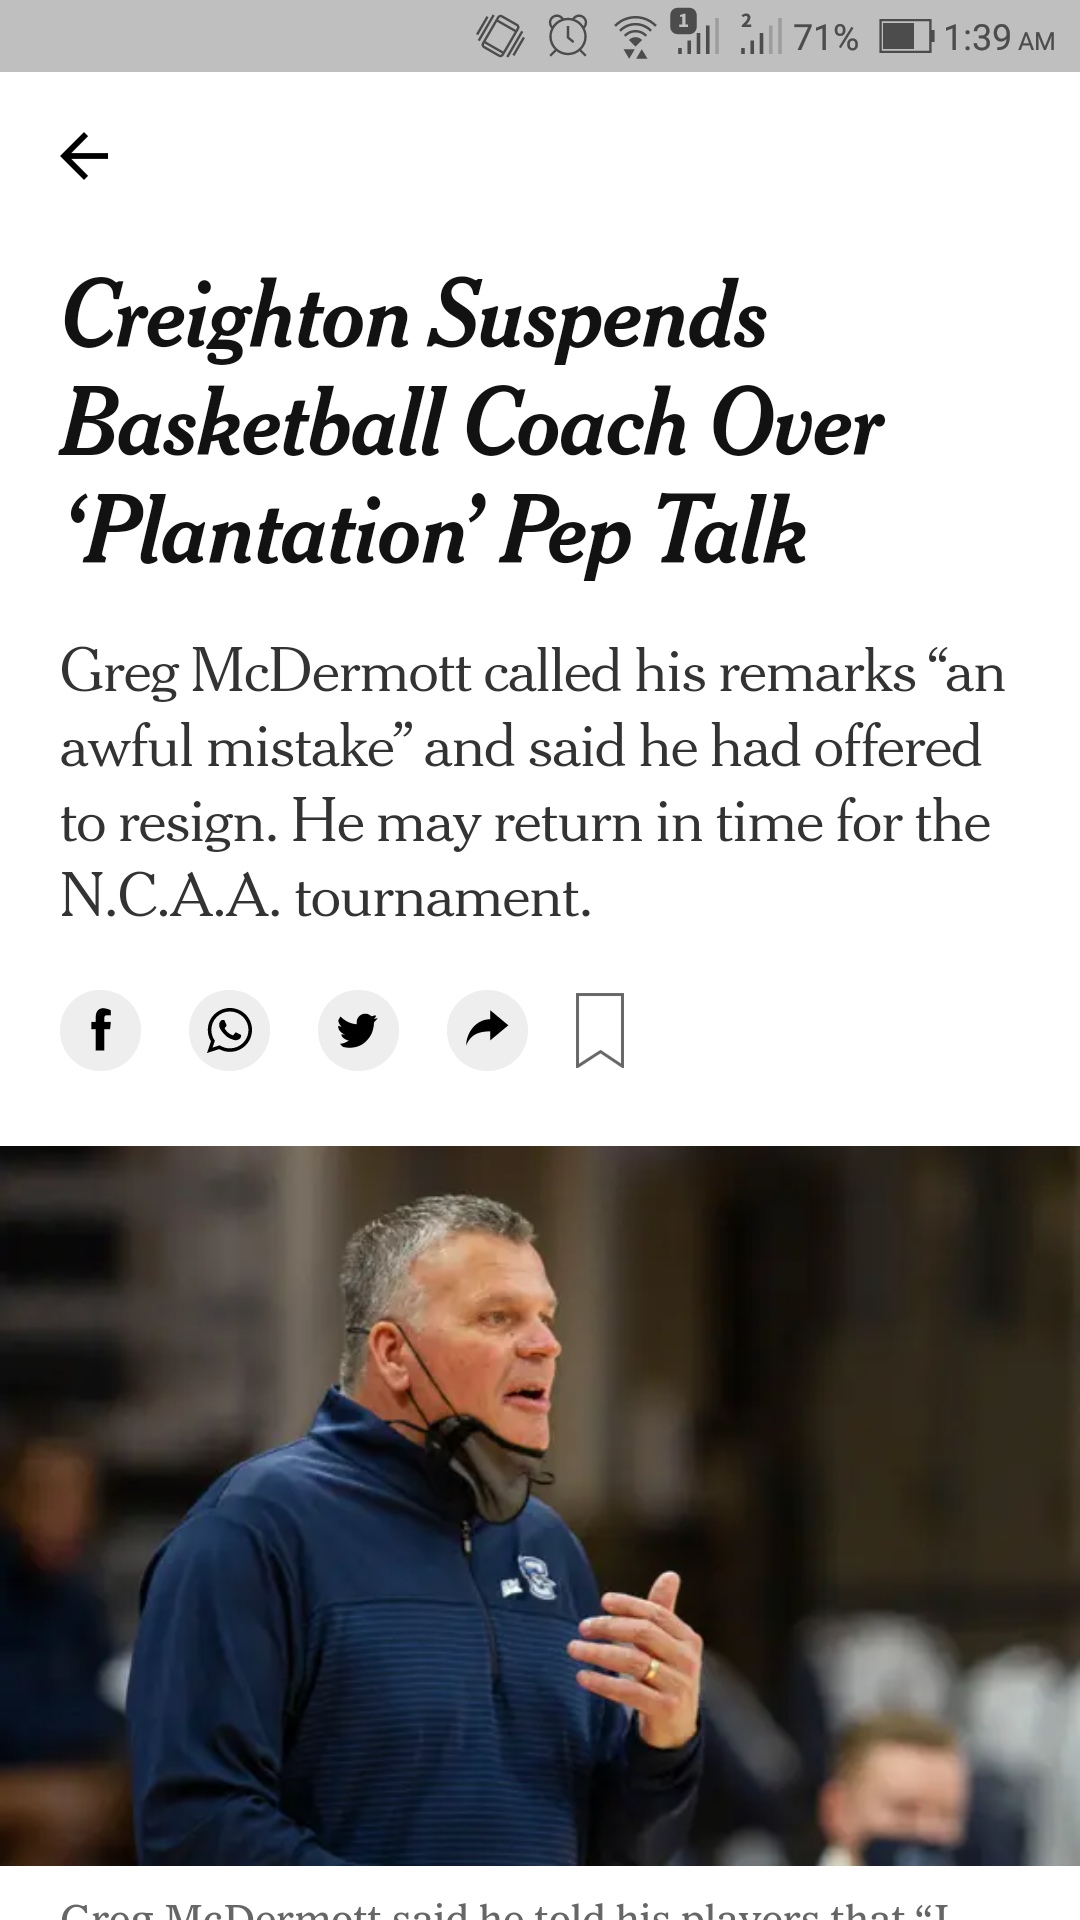 1 2 71% 1:39 AM
Creighton Suspends
Basketball Coach Over
‘Plantation’ Pep Talk
Greg McDermott called his remarks “an
awful mistake” and said he had offered
to resign. He may return in time for the
N.C.A.A. tournament.
Greg McDermott said he told his players that “I